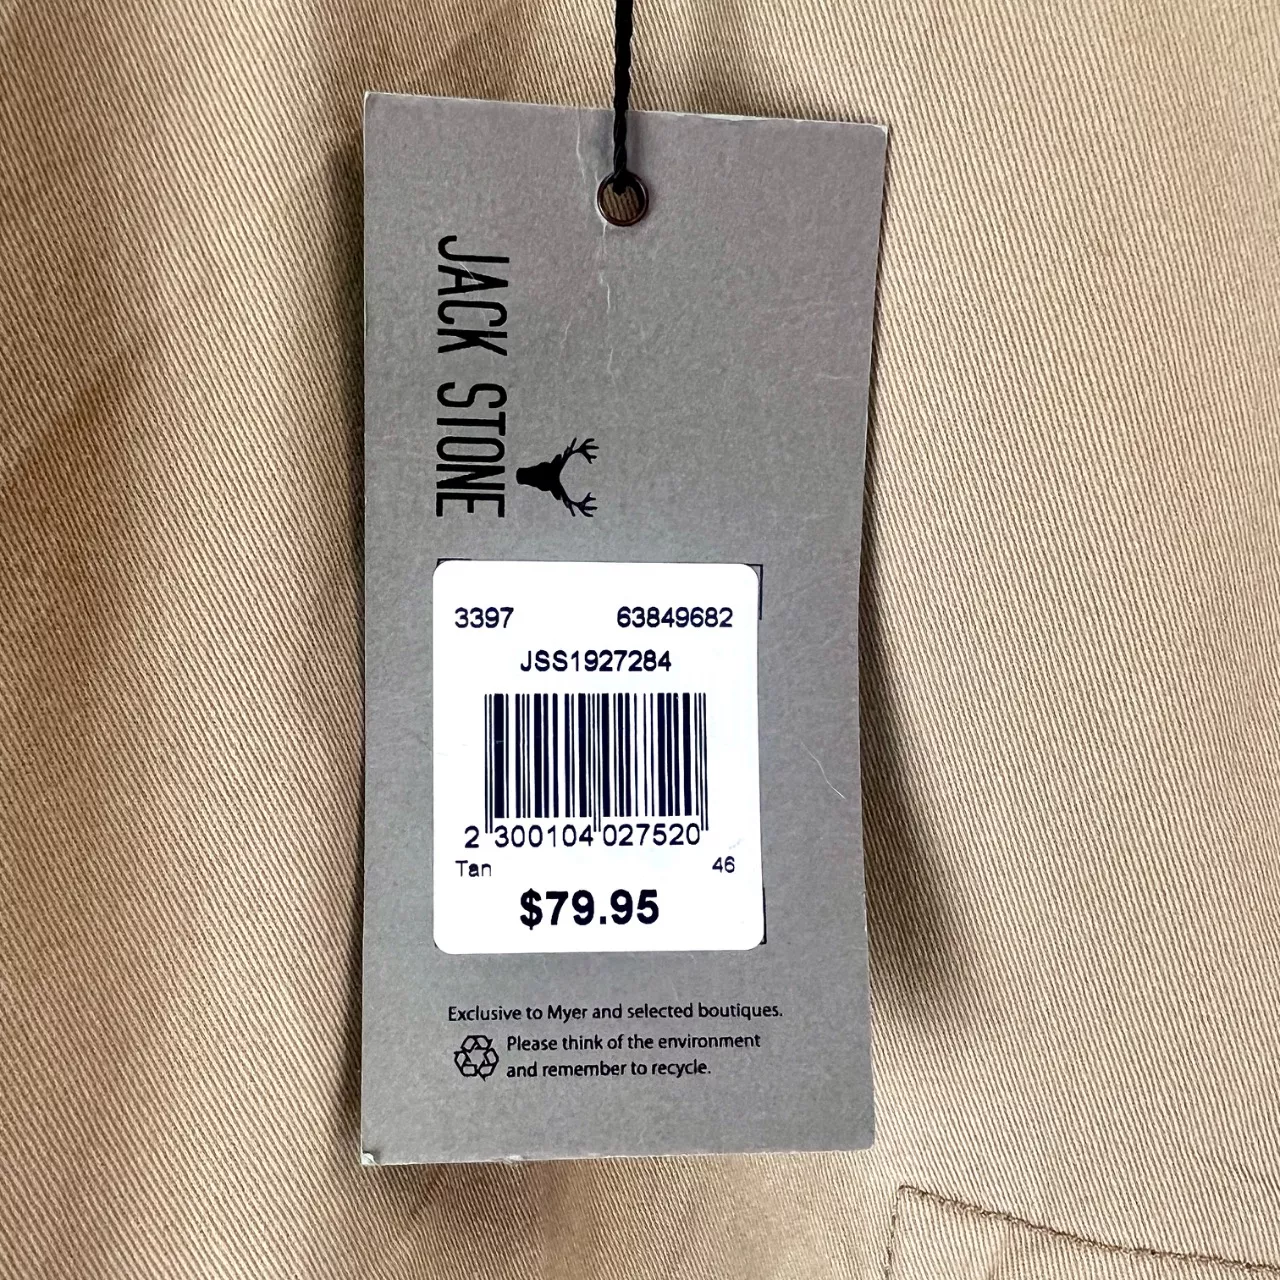 JACK STONE
3397 63849682
JSS1927284
2 300104 027520
Tan 46
$79.95
Exclusive to Myer and selected boutiques.
Please think of the environment
and remember to recycle.